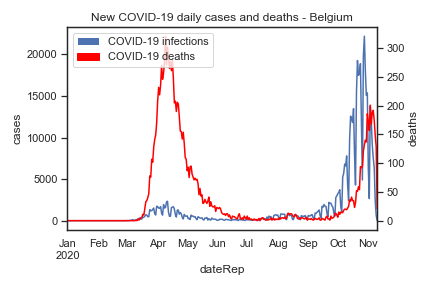 New COVID-19 daily cases and deaths - Belgium
COVID-19 infections
COVID-19 deaths
cases
20000
15000
10000
5000
0
deaths
300
250
200
150
100
50
0
Jan Feb Mar Apr May Jun Jul Aug Sep Oct Nov
2020
dateRep